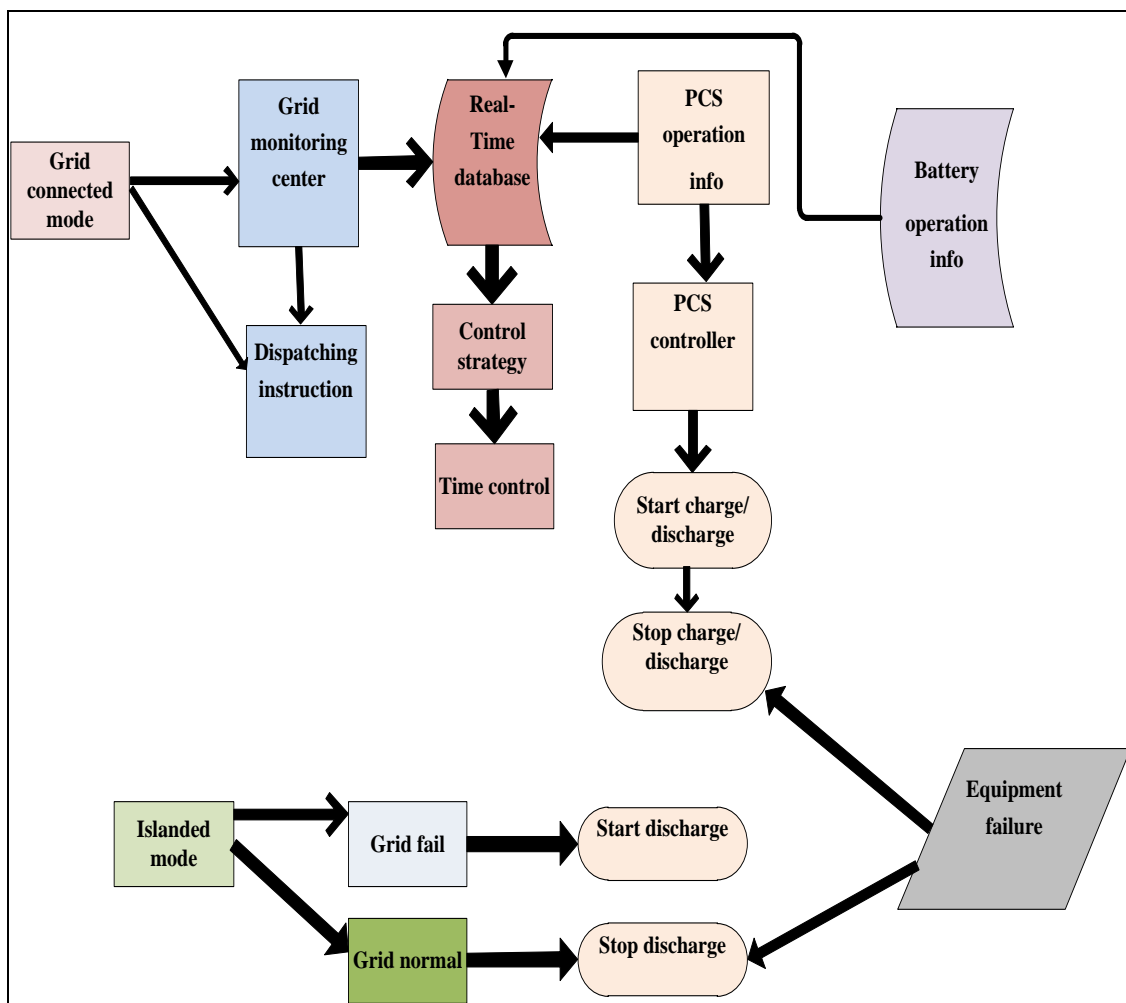 Grid
connected
mode
Grid
monitoring
center
Dispatching
instruction
Real-
Time
database
Control
strategy
Time control
PCS
operation
info
PCS
controller
Start charge/
discharge
Stop charge/
discharge
Battery
operation
info
Islanded
mode
Grid fail
Start discharge
Grid normal
Stop discharge
Equipment
failure